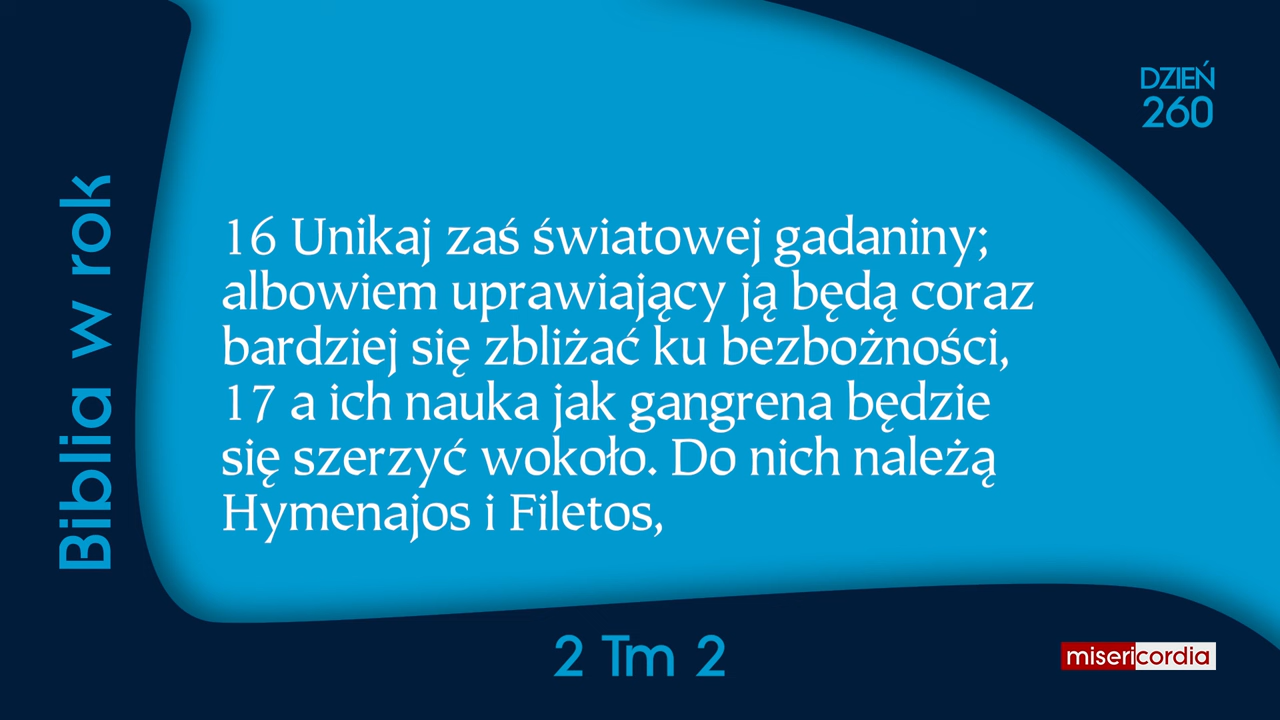 Biblia w rok
DZIEŃ
260
16 Unikaj zaś światowej gadaniny;
albowiem uprawiający ją będą coraz
bardziej się zbliżać ku bezbożności,
17 a ich nauka jak gangrena będzie
się szerzyć wokoło. Do nich należą
Hymenajos i Filetos,
2 Tm 2
misericordia